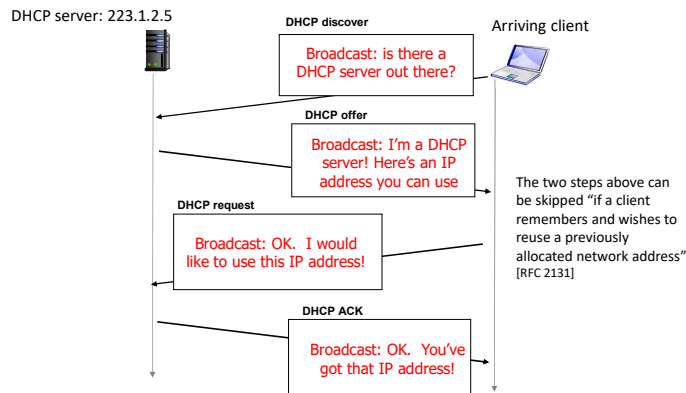 DHCP server: 223.1.2.5
DHCP discover
Arriving client
Broadcast: is there a
DHCP server out there?
DHCP offer
Broadcast: I’m a DHCP
server! Here’s an IP
address you can use
The two steps above can
be skipped “if a client
remembers and wishes to
reuse a previously
allocated network address”
[RFC 2131]
DHCP request
Broadcast: OK. I would
like to use this IP address!
DHCP ACK
Broadcast: OK. You’ve
got that IP address!